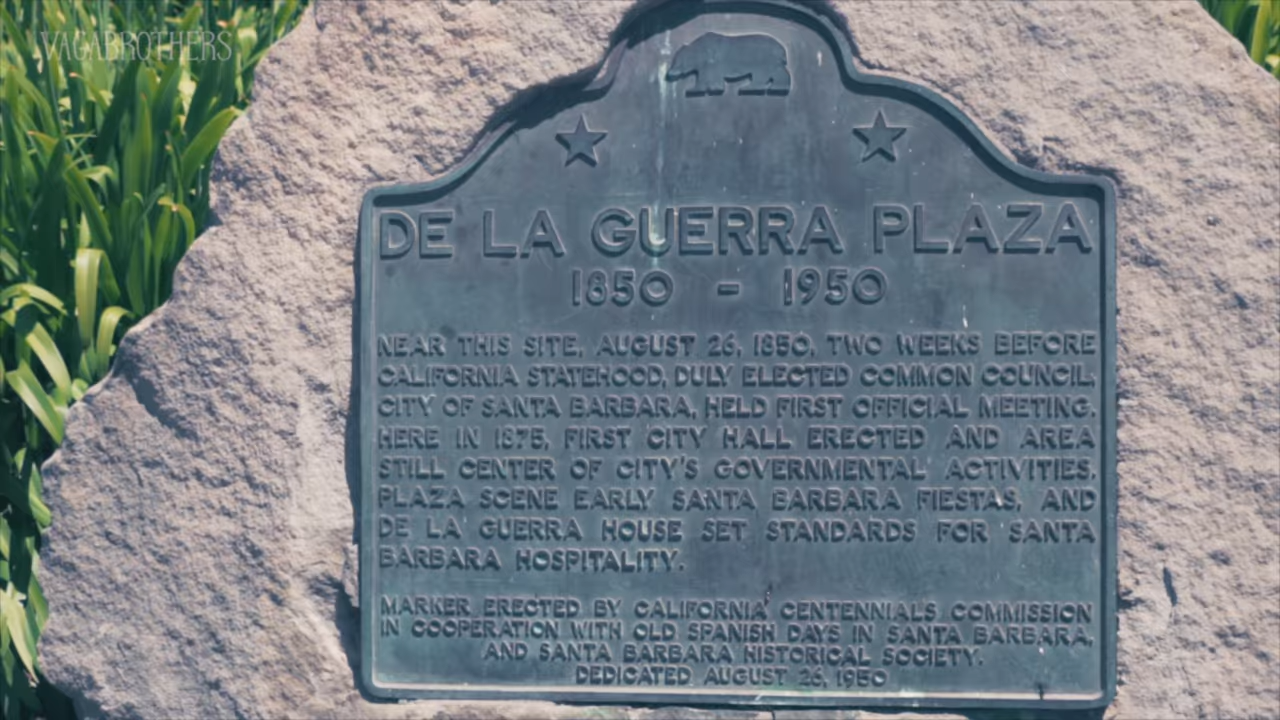 VAGABROTHERS
DE LA GUERRA PLAZA
1850 - 1950
NEAR THIS SITE, AUGUST 26, 1850, TWO WEEKS BEFORE
CALIFORNIA STATEHOOD, DULY ELECTED COMMON COUNCIL,
CITY OF SANTA BARBARA, HELD FIRST OFFICIAL MEETING.
HERE IN 1875, FIRST CITY HALL ERECTED AND AREA
STILL CENTER OF CITY'S GOVERNMENTAL ACTIVITIES.
PLAZA SCENE EARLY SANTA BARBARA FIESTAS, AND
DE LA GUERRA HOUSE SET STANDARDS FOR SANTA
BARBARA HOSPITALITY.
MARKER ERECTED BY CALIFORNIA CENTENNIALS COMMISSION
IN COOPERATION WITH OLD SPANISH DAYS IN SANTA BARBARA,
AND SANTA BARBARA HISTORICAL SOCIETY.
DEDICATED AUGUST 26, 1950